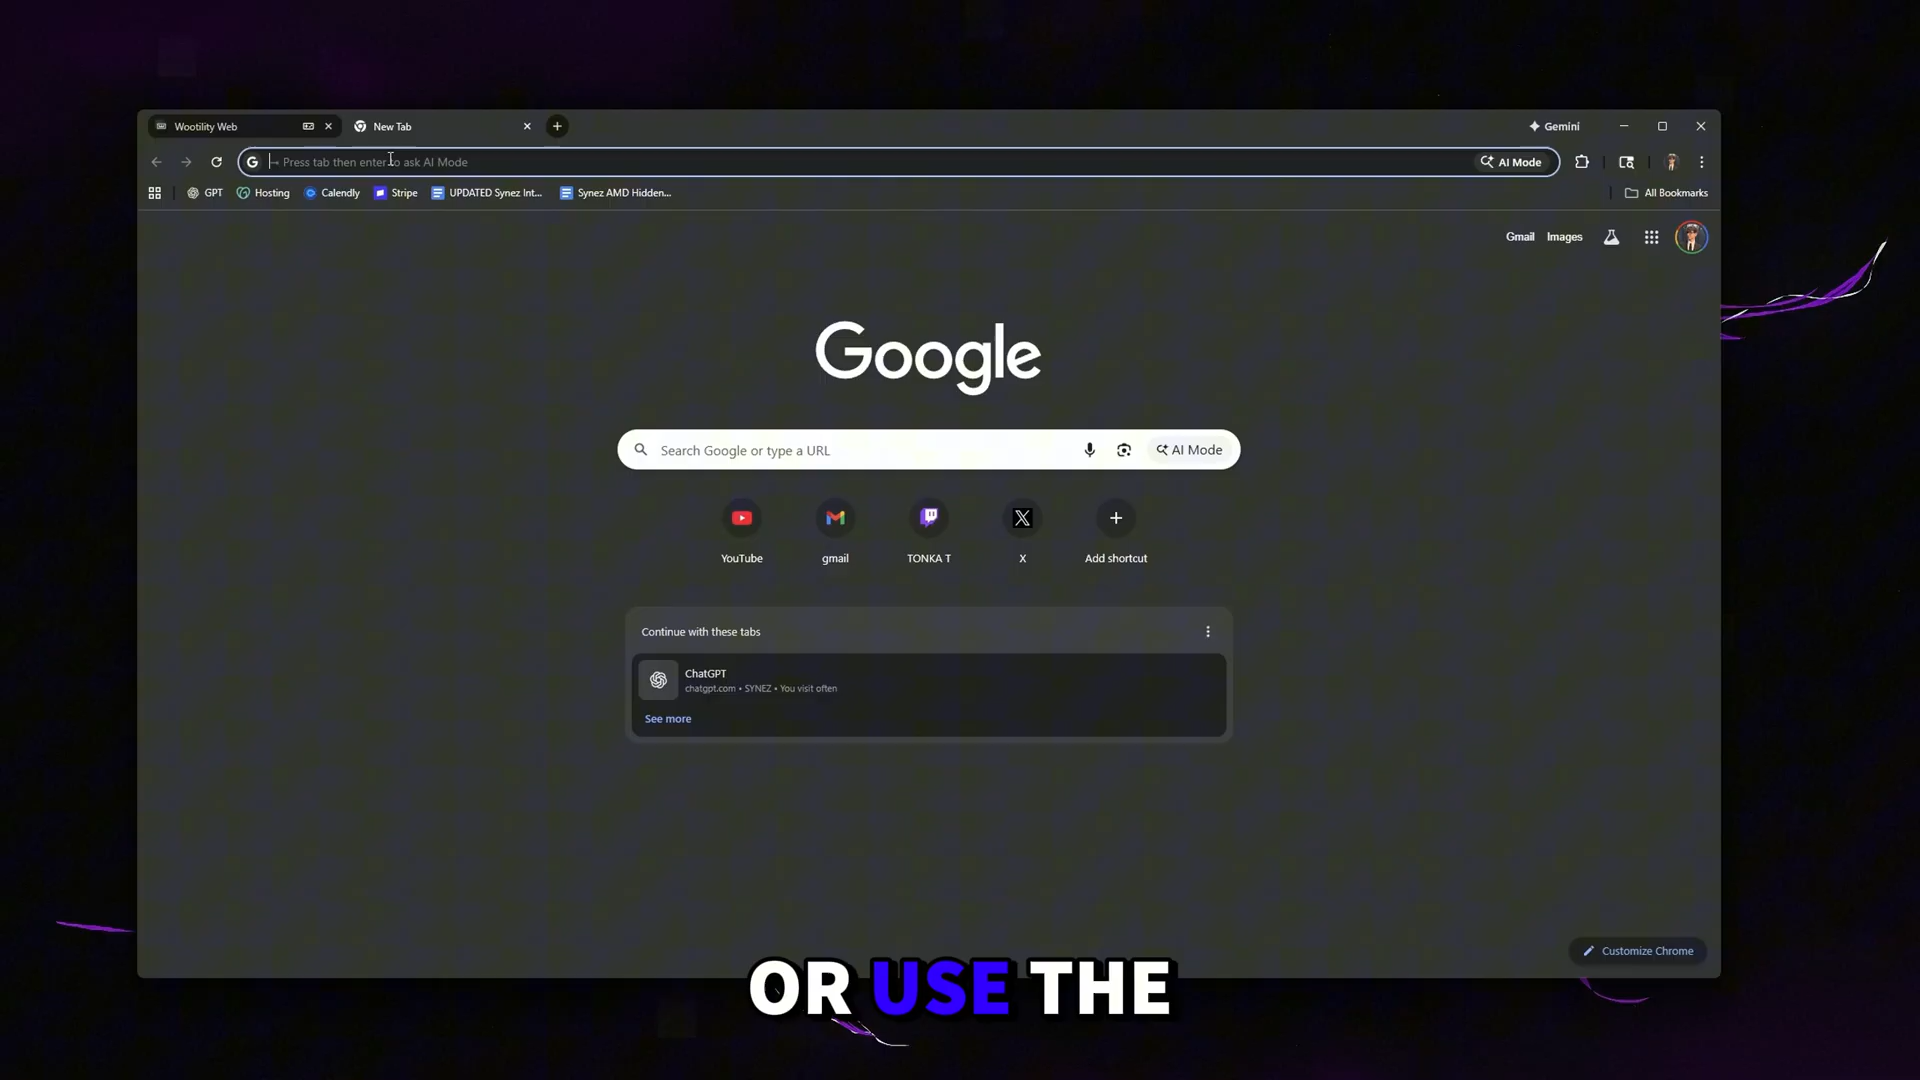 Wootility Web
New Tab
Gemini
Press tab then enter to ask AI Mode
AI Mode
GPT
Hosting
Calendly
Stripe
UPDATED Synez Int...
Synez AMD Hidden...
All Bookmarks
Gmail
Images
Google
Search Google or type a URL
AI Mode
YouTube
gmail
TONKA T
X
Add shortcut
Continue with these tabs
ChatGPT
chatgpt.com • SYNEZ • You visit often
See more
Customize Chrome
OR USE THE